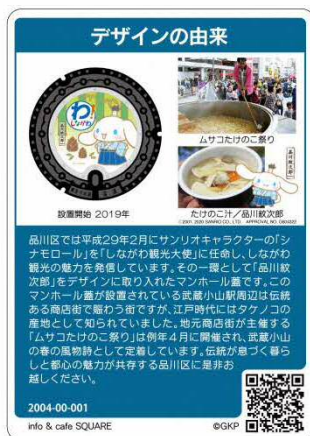 デザインの由来
わ!
しながわ
ムサコたけのこ祭り
品川紋次郎
設置開始 2019年
たけのこ汁／品川紋次郎
品川区では平成29年2月にサンリオキャラクターの「シ
ナモロール」を「しながわ観光大使」に任命し、しながわ
観光の魅力を発信しています。その一環として「品川紋
次郎」をデザインに取り入れたマンホール蓋です。この
マンホール蓋が設置されている武蔵小山駅周辺は伝統
ある商店街で賑わう街ですが、江戸時代にはタケノコの
産地として知られていました。地元商店街が主催する
「ムサコたけのこ祭り」は例年4月に開催され、武蔵小山
の春の風物詩として定着しています。伝統が息づく暮ら
しと都心の魅力が共存する品川区に是非お
越しください。
2004-00-001
info & cafe SQUARE
©GKP